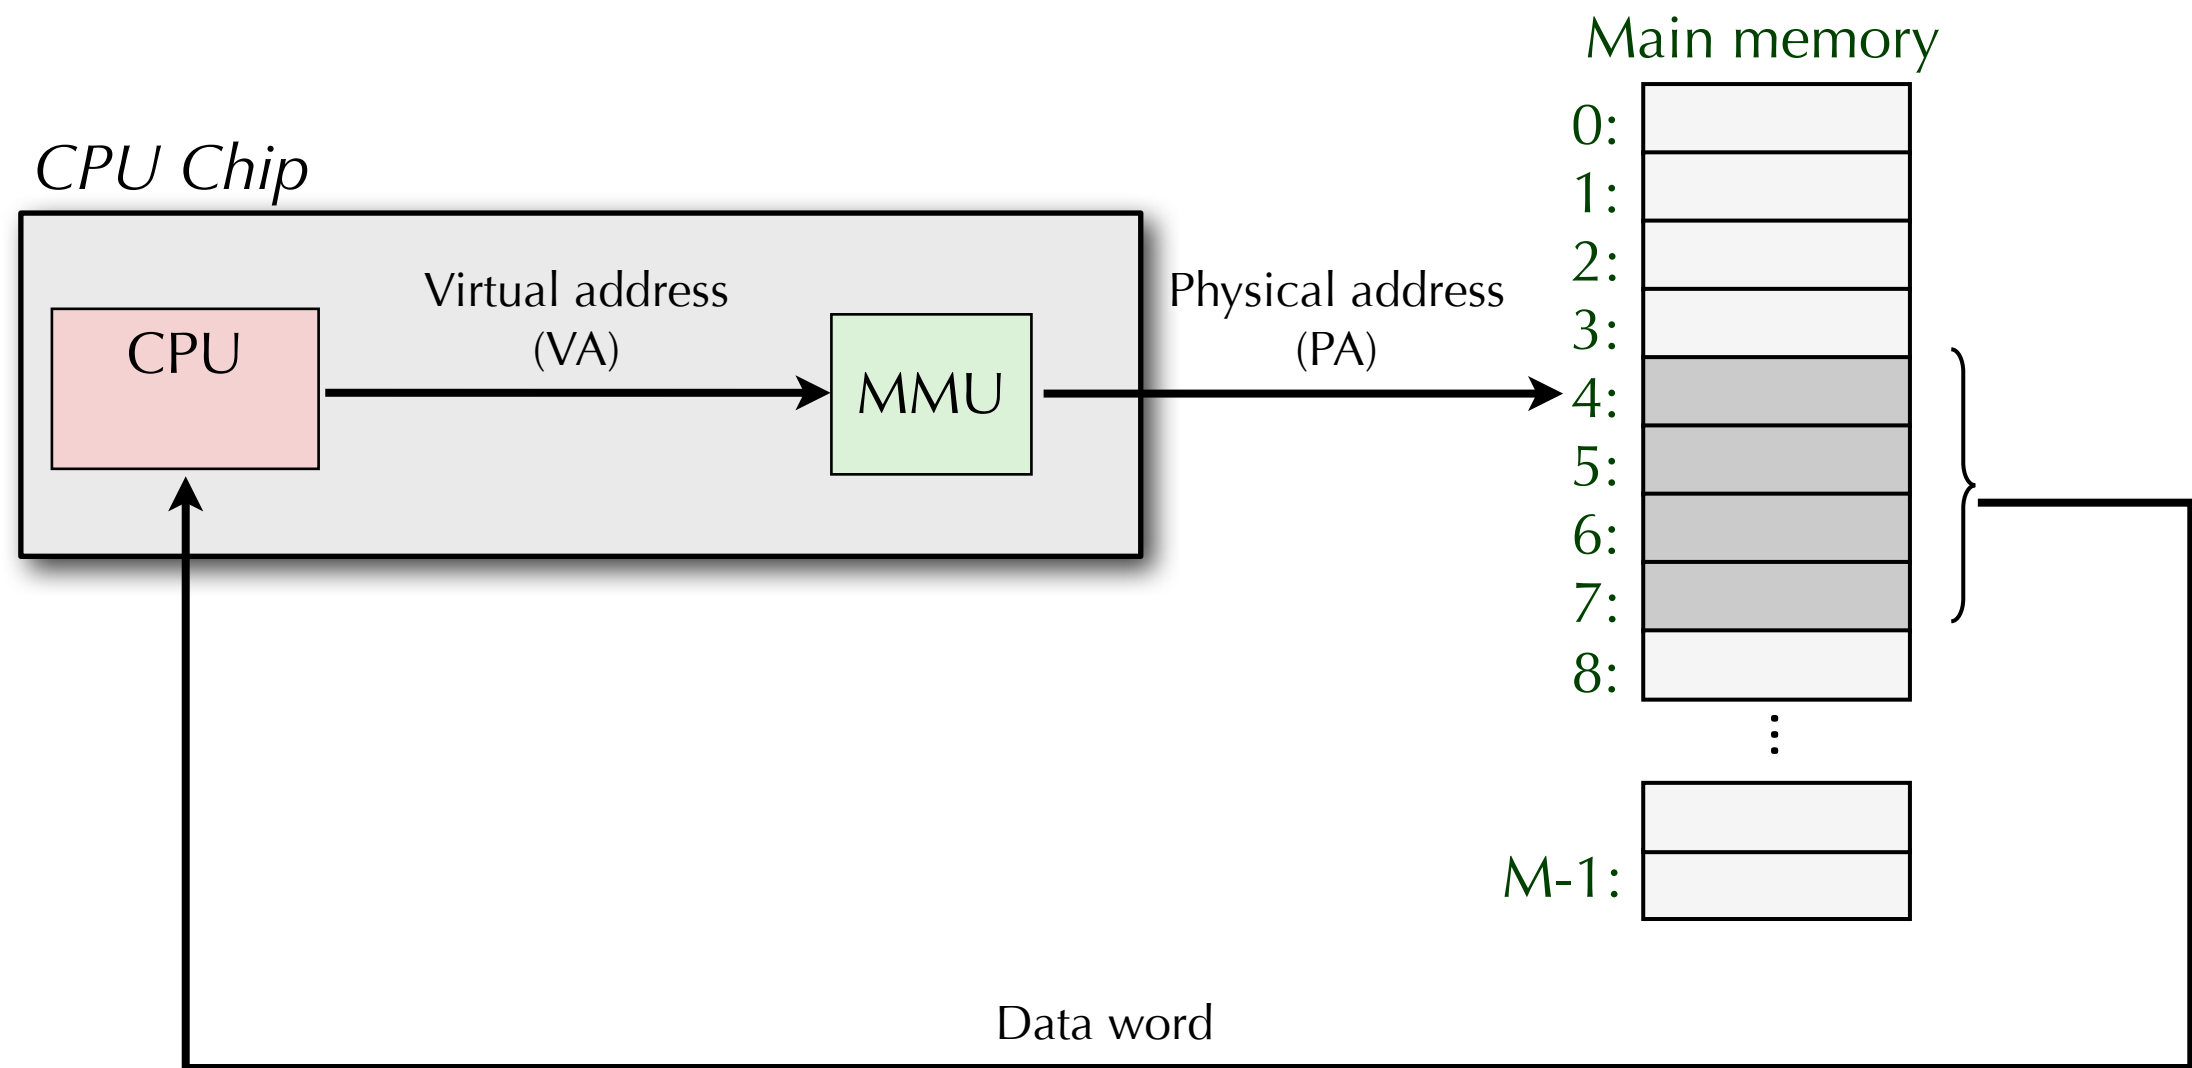 Main memory
CPU Chip
CPU
Virtual address
(VA)
MMU
Physical address
(PA)
0:
1:
2:
3:
4:
5:
6:
7:
8:
M-1:
Data word